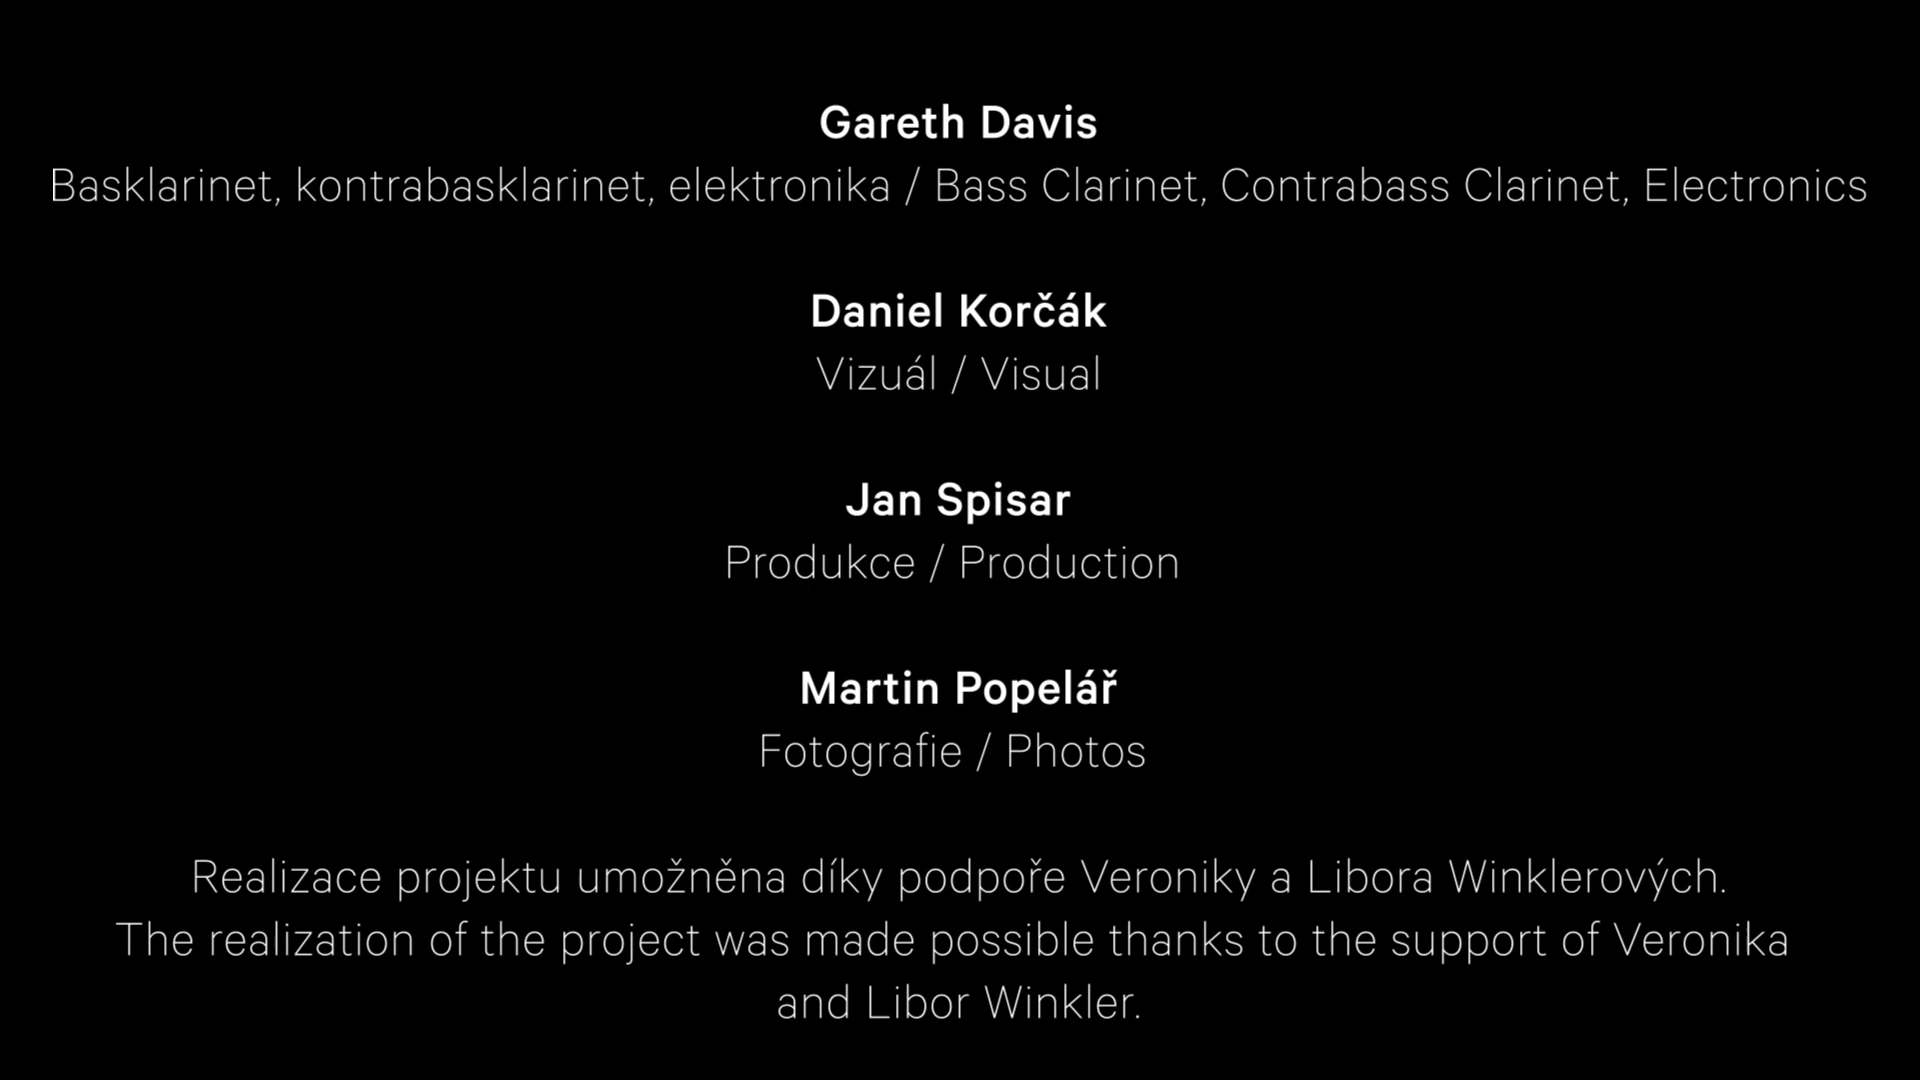 Gareth Davis
Basklarinet, kontrabasklarinet, elektronika / Bass Clarinet, Contrabass Clarinet, Electronics
Daniel Korčák
Vizuál / Visual
Jan Spisar
Produkce / Production
Martin Popelář
Fotografie / Photos
Realizace projektu umožněna díky podpoře Veroniky a Libora Winklerových.
The realization of the project was made possible thanks to the support of Veronika
and Libor Winkler.